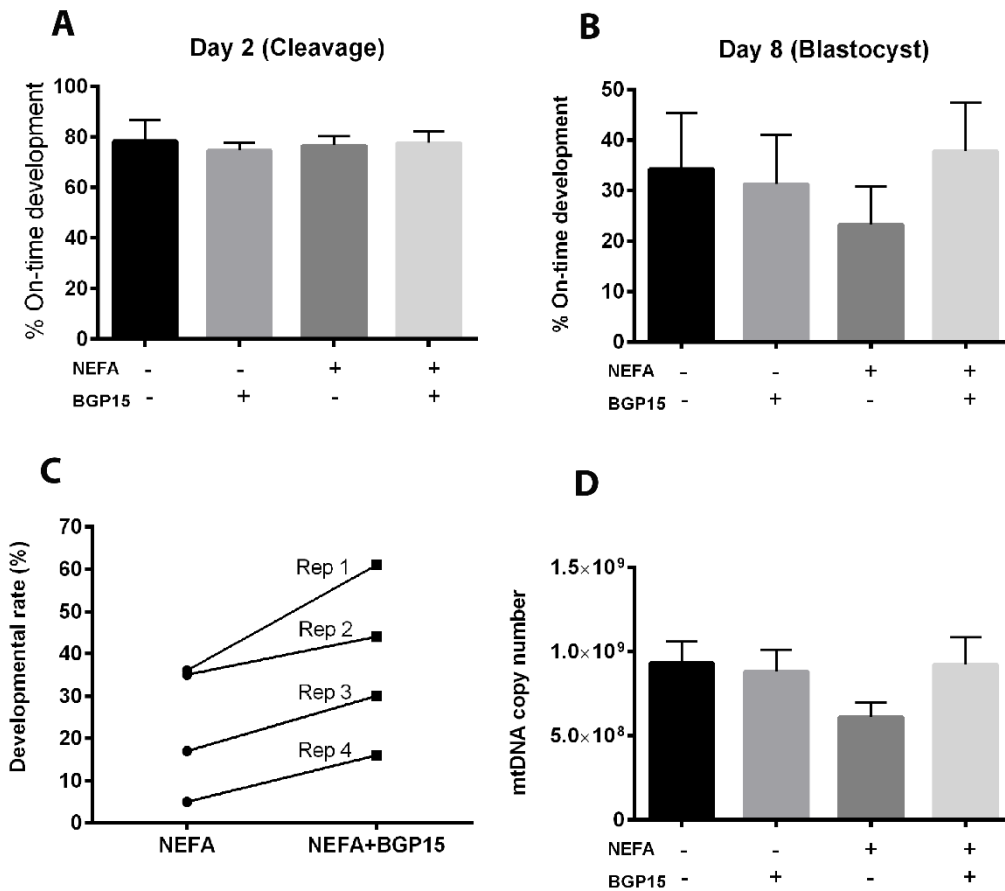 A
Day 2 (Cleavage)
% On-time development
100
80
60
40
20
0
NEFA - - + +
BGP15 - + - +
B
Day 8 (Blastocyst)
% On-time development
50
40
30
20
10
0
NEFA - - + +
BGP15 - + - +
C
Developmental rate (%)
70
60
50
40
30
20
10
0
Rep 1
Rep 2
Rep 3
Rep 4
NEFA NEFA+BGP15
D
mtDNA copy number
1.5×10⁹
1.0×10⁹
5.0×10⁸
0
NEFA - - + +
BGP15 - + - +